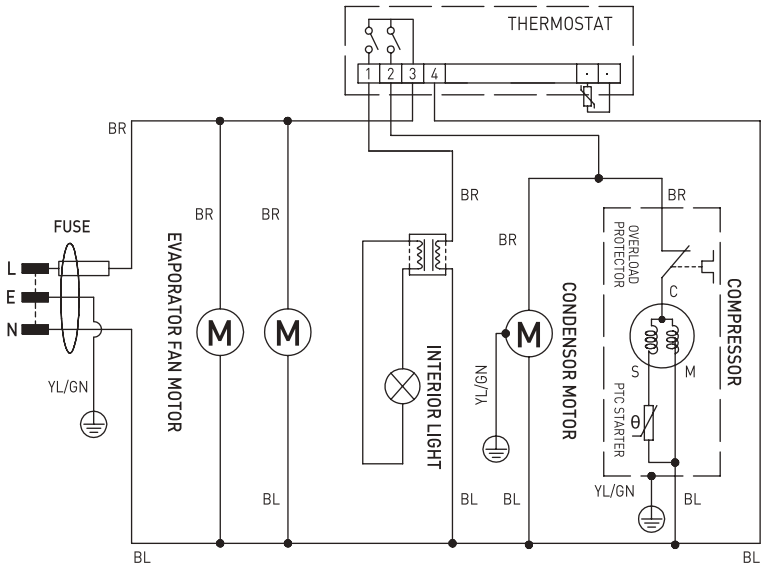 THERMOSTAT
1 2 3 4
BR
BR
BR
BR
BR
BR
FUSE
L
E
N
YL/GN
EVAPORATOR FAN MOTOR
M
M
INTERIOR LIGHT
YL/GN
M
CONDENSOR MOTOR
OVERLOAD
PROTECTOR
C
S
M
PTC STARTER
θ
COMPRESSOR
YL/GN
BL
BL
BL
BL
BL
BL